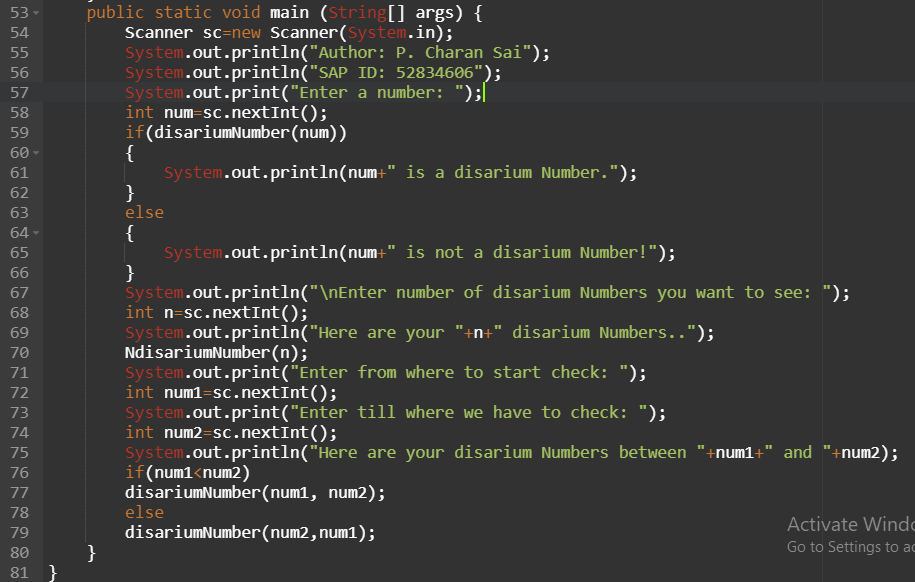 53 public static void main (String[] args) {
54 Scanner sc=new Scanner(System.in);
55 System.out.println("Author: P. Charan Sai");
56 System.out.println("SAP ID: 52834606");
57 System.out.print("Enter a number: ");
58 int num=sc.nextInt();
59 if(disariumNumber(num))
60 {
61 System.out.println(num+" is a disarium Number.");
62 }
63 else
64 {
65 System.out.println(num+" is not a disarium Number!");
66 }
67 System.out.println("\nEnter number of disarium Numbers you want to see: ");
68 int n=sc.nextInt();
69 System.out.println("Here are your "+n+" disarium Numbers..");
70 NdisariumNumber(n);
71 System.out.print("Enter from where to start check: ");
72 int num1=sc.nextInt();
73 System.out.print("Enter till where we have to check: ");
74 int num2=sc.nextInt();
75 System.out.println("Here are your disarium Numbers between "+num1+" and "+num2);
76 if(num1<num2)
77 disariumNumber(num1, num2);
78 else
79 disariumNumber(num2,num1);
80 }
81 }
Activate
Go to Settings to